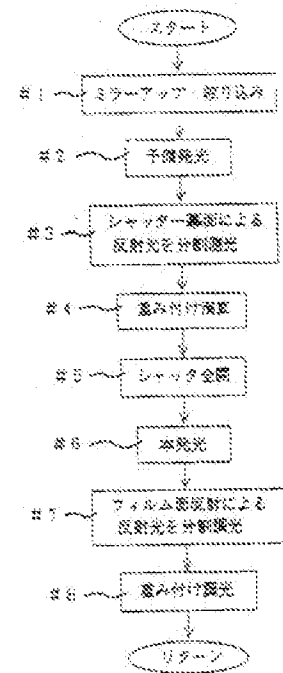 スタート
#1
ミラーアップ・絞り込み
#2
予備発光
#3
シャッター幕面による
反射光を分割測光
#4
重み付け演算
#5
シャッタ全開
#6
本発光
#7
フィルム面反射による
反射光を分割調光
#8
重み付け調光
リターン